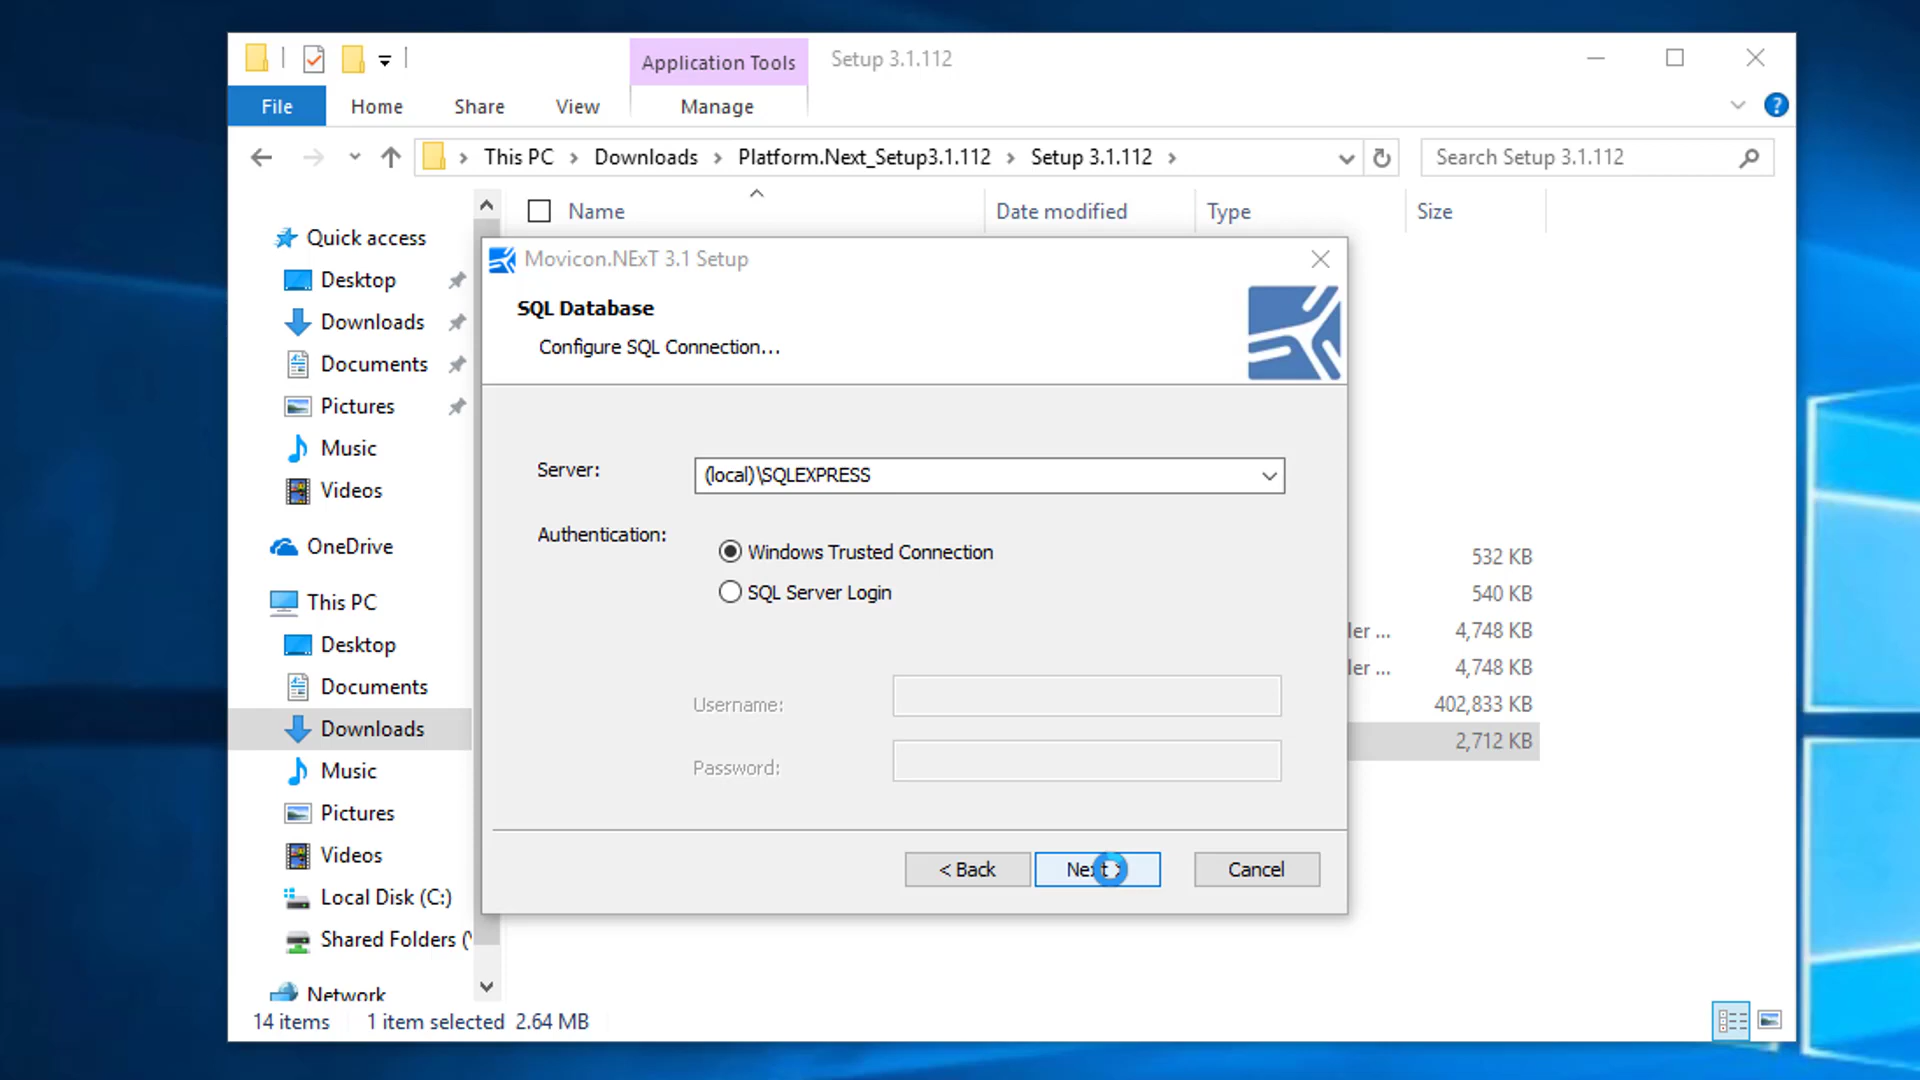 Application Tools
Setup 3.1.112
File
Home
Share
View
Manage
This PC
Downloads
Platform.Next_Setup3.1.112
Setup 3.1.112
Search Setup 3.1.112
Name
Date modified
Type
Size
Quick access
Desktop
Downloads
Documents
Pictures
Music
Videos
OneDrive
This PC
Desktop
Documents
Downloads
Music
Pictures
Videos
Local Disk (C:)
Shared Folders (
Network
Movicon.NExT 3.1 Setup
SQL Database
Configure SQL Connection...
Server:
(local)\SQLEXPRESS
Authentication:
Windows Trusted Connection
SQL Server Login
Username:
Password:
< Back
Next >
Cancel
532 KB
540 KB
ler ...
4,748 KB
ler ...
4,748 KB
402,833 KB
2,712 KB
14 items
1 item selected
2.64 MB